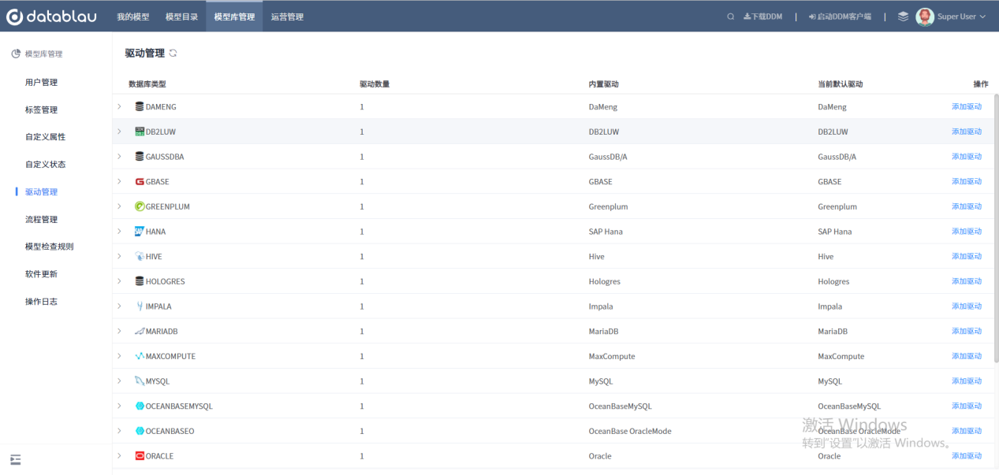 datablau 我的模型 模型目录 模型库管理 运营管理 下载DDM | 启动DDM客户端 | Super User
模型库管理
用户管理
标签管理
自定义属性
自定义状态
驱动管理
流程管理
模型检查规则
软件更新
操作日志
驱动管理
数据库类型 驱动数量 内置驱动 当前默认驱动 操作
DAMENG 1 DaMeng DaMeng 添加驱动
DB2LUW 1 DB2LUW DB2LUW 添加驱动
GAUSSDBA 1 GaussDB/A GaussDB/A 添加驱动
GBASE 1 GBASE GBASE 添加驱动
GREENPLUM 1 Greenplum Greenplum 添加驱动
HANA 1 SAP Hana SAP Hana 添加驱动
HIVE 1 Hive Hive 添加驱动
HOLOGRES 1 Hologres Hologres 添加驱动
IMPALA 1 Impala Impala 添加驱动
MARIADB 1 MariaDB MariaDB 添加驱动
MAXCOMPUTE 1 MaxCompute MaxCompute 添加驱动
MYSQL 1 MySQL MySQL 添加驱动
OCEANBASEMYSQL 1 OceanBaseMySQL OceanBaseMySQL 添加驱动
OCEANBASEO 1 OceanBase OracleMode OceanBase OracleMode 添加驱动
ORACLE 1 Oracle Oracle 添加驱动
激活 Windows
转到"设置"以激活 Windows。